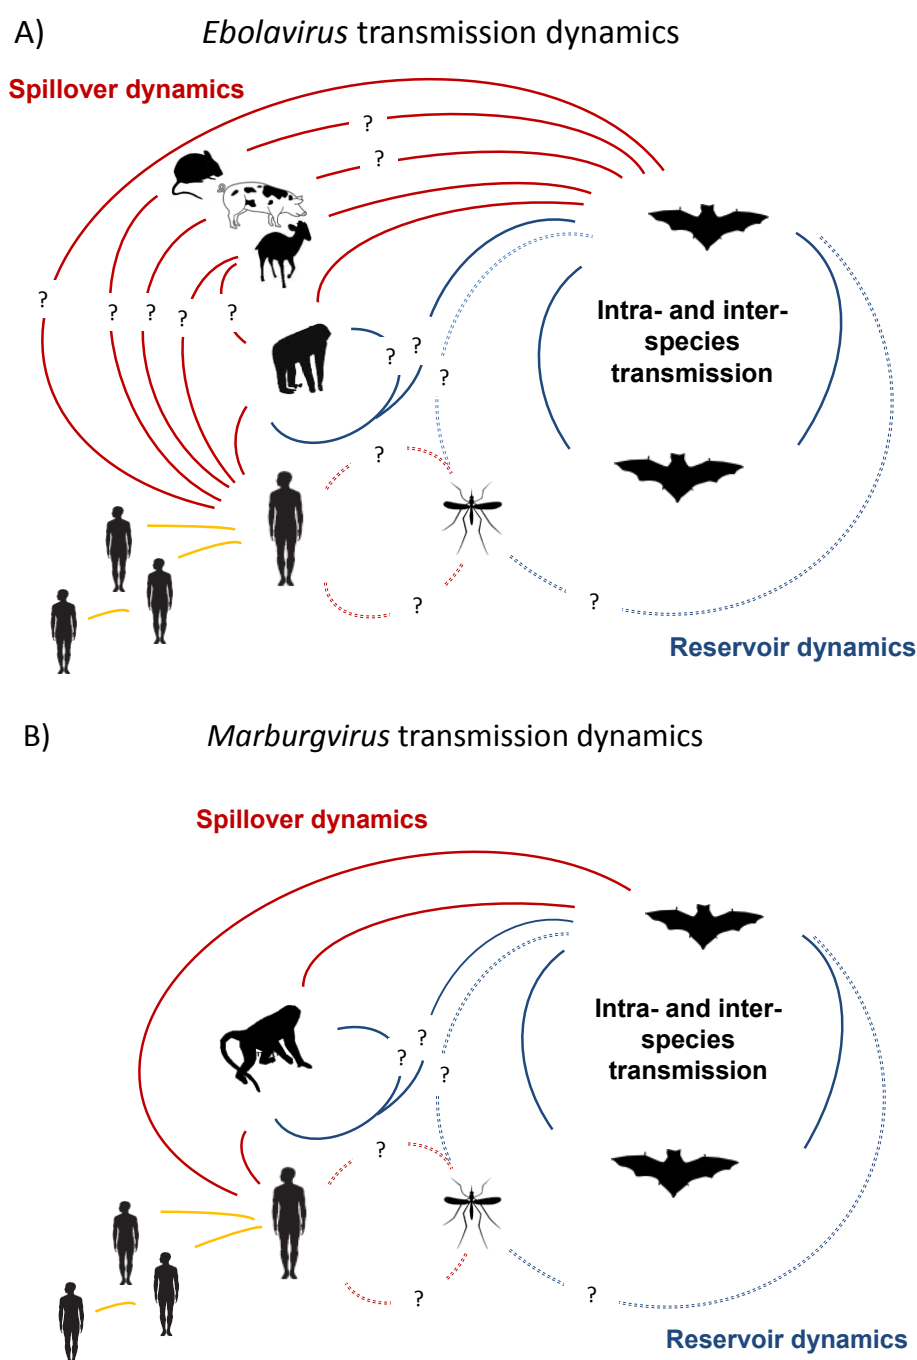 A)
Ebolavirus transmission dynamics
Spillover dynamics
?
?
?
?
?
?
?
?
?
?
Intra- and inter-
species
transmission
?
?
?
Reservoir dynamics
B)
Marburgvirus transmission dynamics
Spillover dynamics
Intra- and inter-
species
transmission
?
?
?
?
?
?
Reservoir dynamics